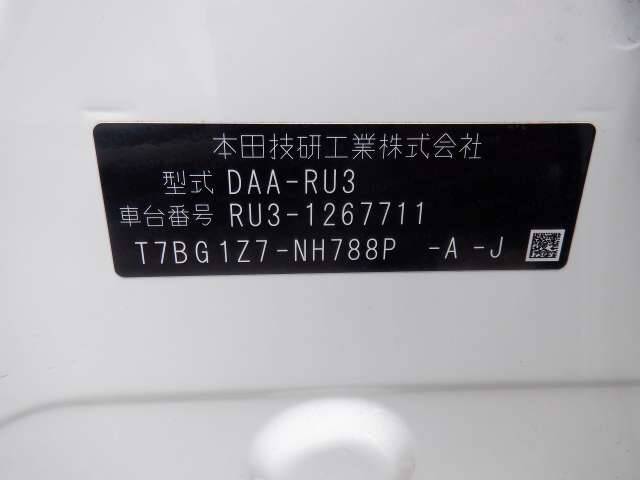 本田技研工業株式会社
型式 DAA-RU3
車台番号 RU3-1267711
T7BG1Z7-NH788P -A -J